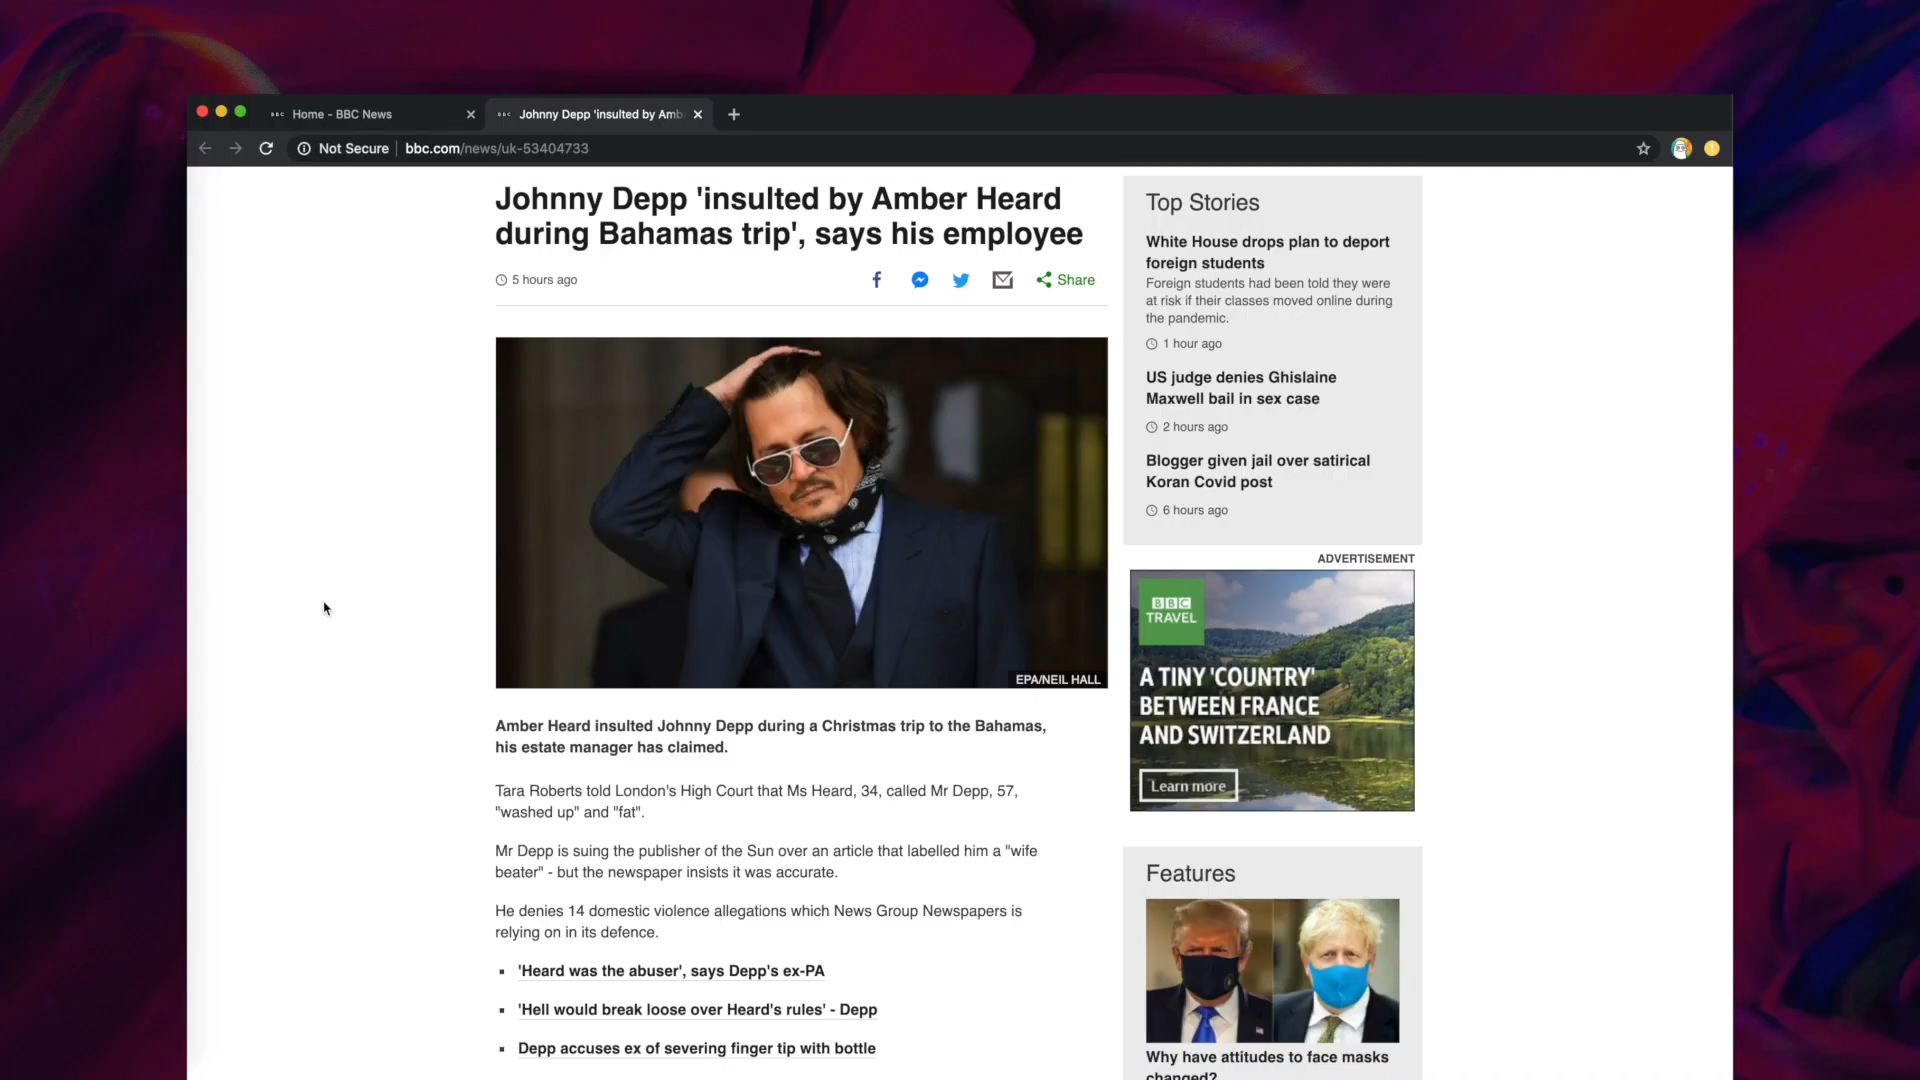 BBC Home - BBC News
BBC Johnny Depp 'insulted by Amb
Not Secure bbc.com/news/uk-53404733
Johnny Depp 'insulted by Amber Heard
during Bahamas trip', says his employee
5 hours ago
Share
EPA/NEIL HALL
Amber Heard insulted Johnny Depp during a Christmas trip to the Bahamas,
his estate manager has claimed.
Tara Roberts told London's High Court that Ms Heard, 34, called Mr Depp, 57,
"washed up" and "fat".
Mr Depp is suing the publisher of the Sun over an article that labelled him a "wife
beater" - but the newspaper insists it was accurate.
He denies 14 domestic violence allegations which News Group Newspapers is
relying on in its defence.
'Heard was the abuser', says Depp's ex-PA
'Hell would break loose over Heard's rules' - Depp
Depp accuses ex of severing finger tip with bottle
Top Stories
White House drops plan to deport
foreign students
Foreign students had been told they were
at risk if their classes moved online during
the pandemic.
1 hour ago
US judge denies Ghislaine
Maxwell bail in sex case
2 hours ago
Blogger given jail over satirical
Koran Covid post
6 hours ago
ADVERTISEMENT
BBC
TRAVEL
A TINY 'COUNTRY'
BETWEEN FRANCE
AND SWITZERLAND
Learn more
Features
Why have attitudes to face masks
changed?